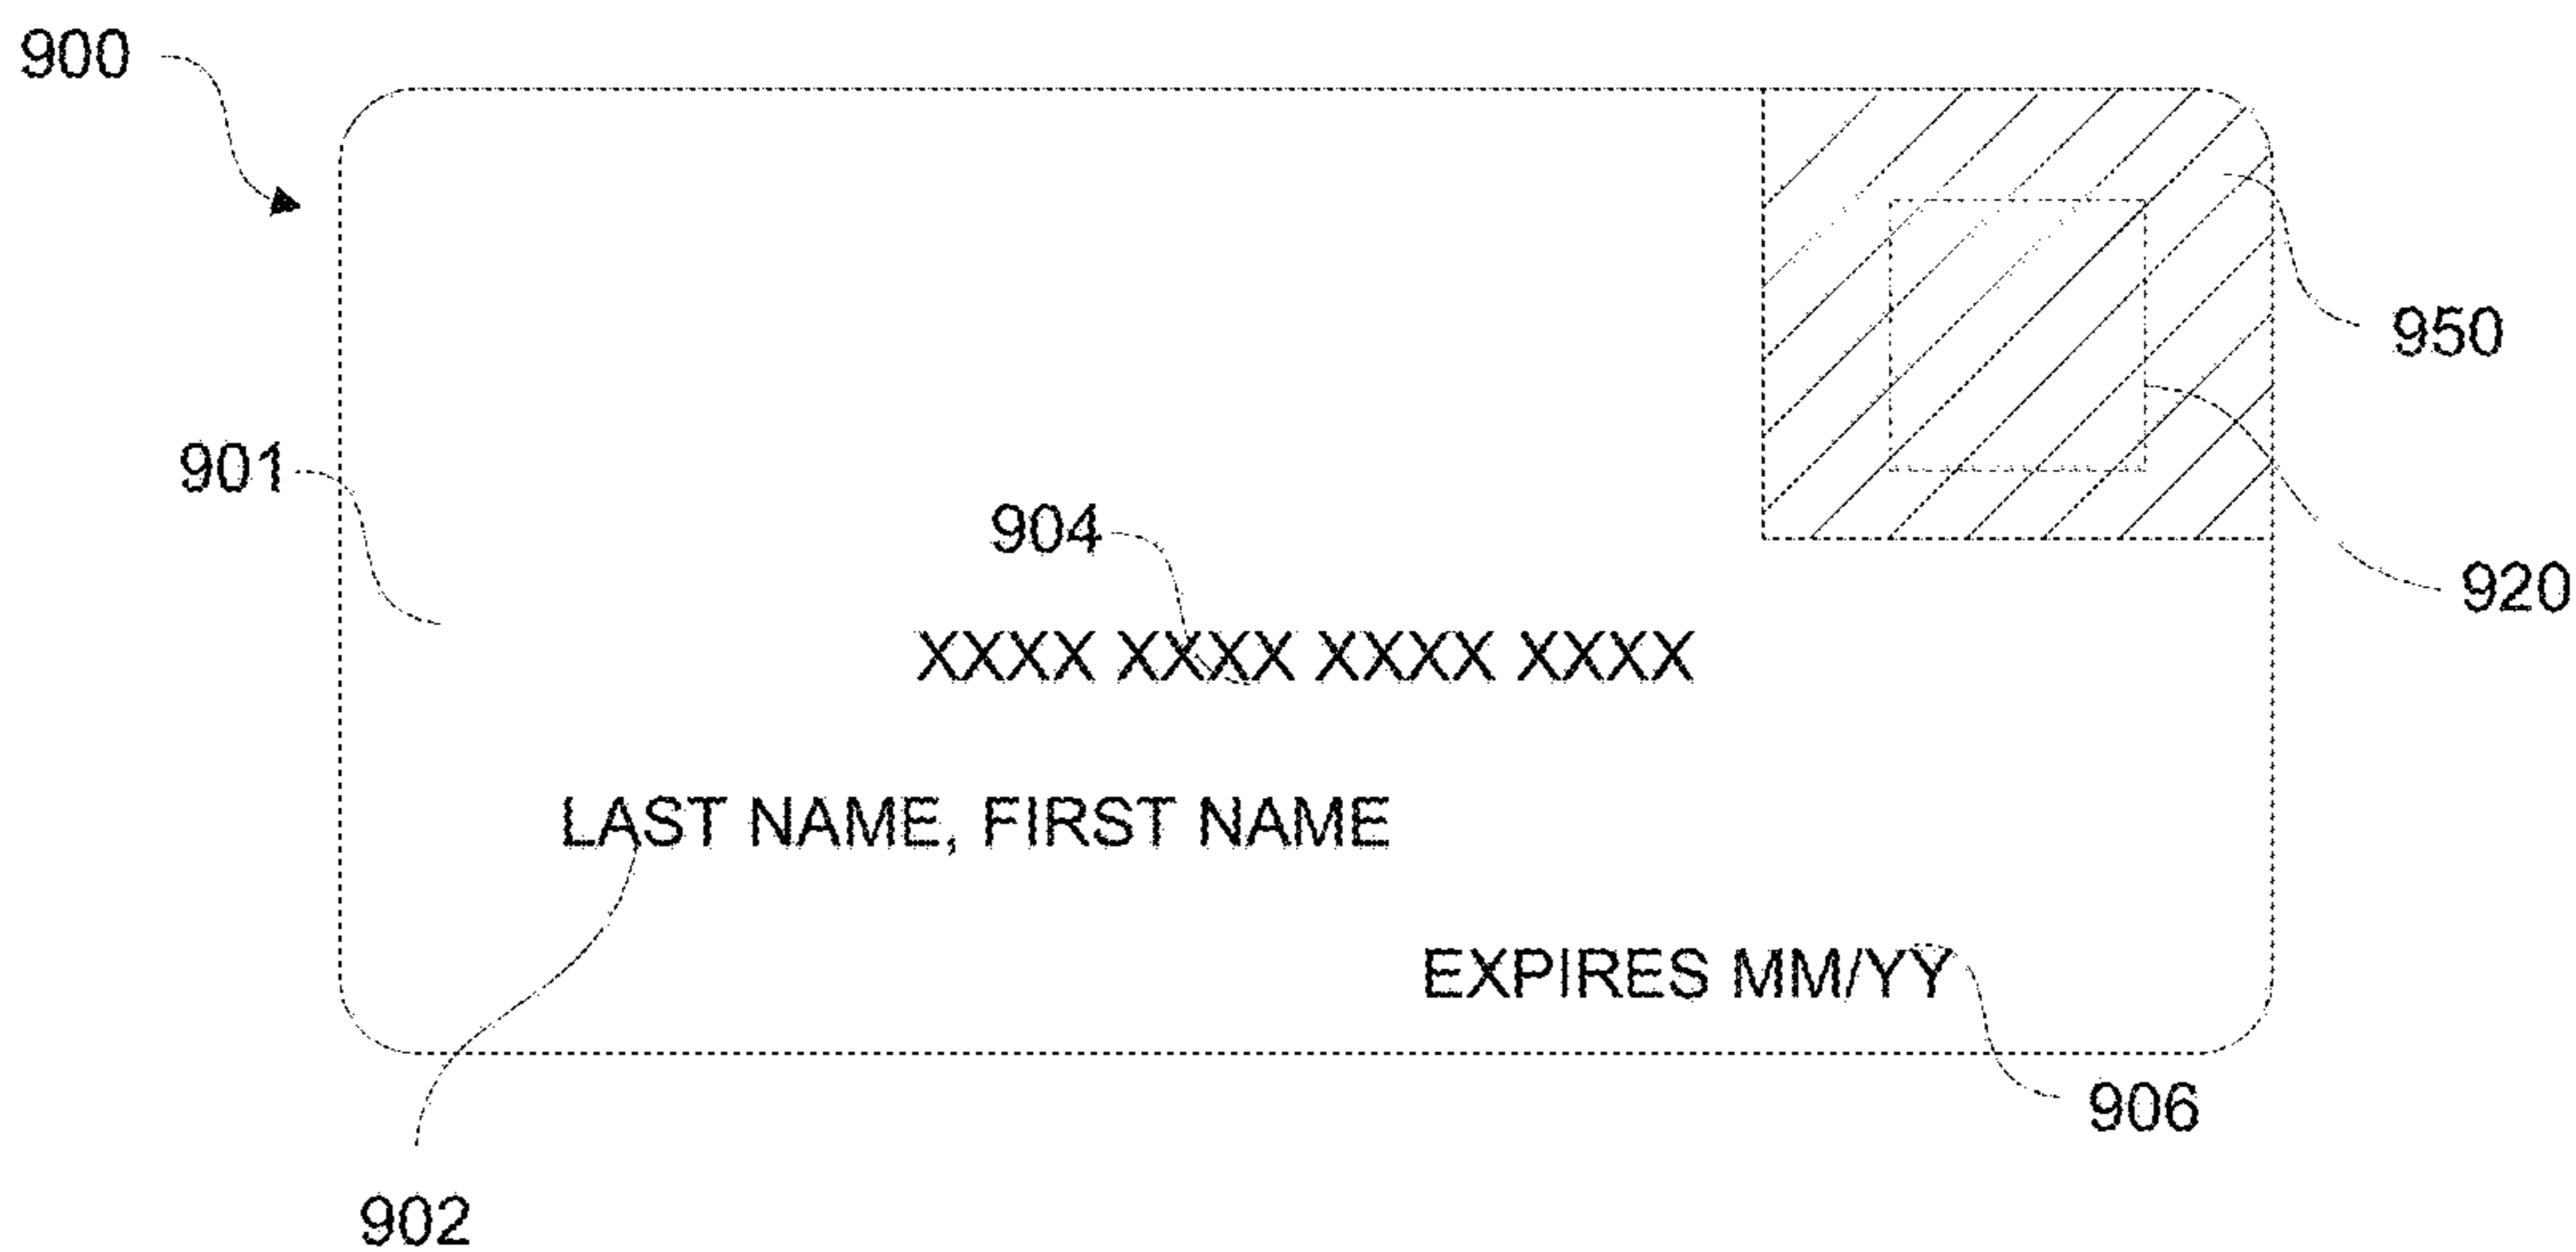 900
950
901
904
920
XXXX XXXX XXXX XXXX
LAST NAME, FIRST NAME
EXPIRES MM/YY
906
902